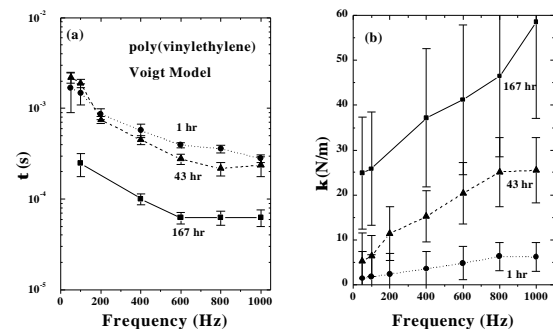 (a)
poly(vinylethylene)
Voigt Model
1 hr
43 hr
167 hr
10⁻²
10⁻³
10⁻⁴
10⁻⁵
t (s)
0 200 400 600 800 1000
Frequency (Hz)
(b)
167 hr
43 hr
1 hr
60
50
40
30
20
10
0
k (N/m)
0 200 400 600 800 1000
Frequency (Hz)